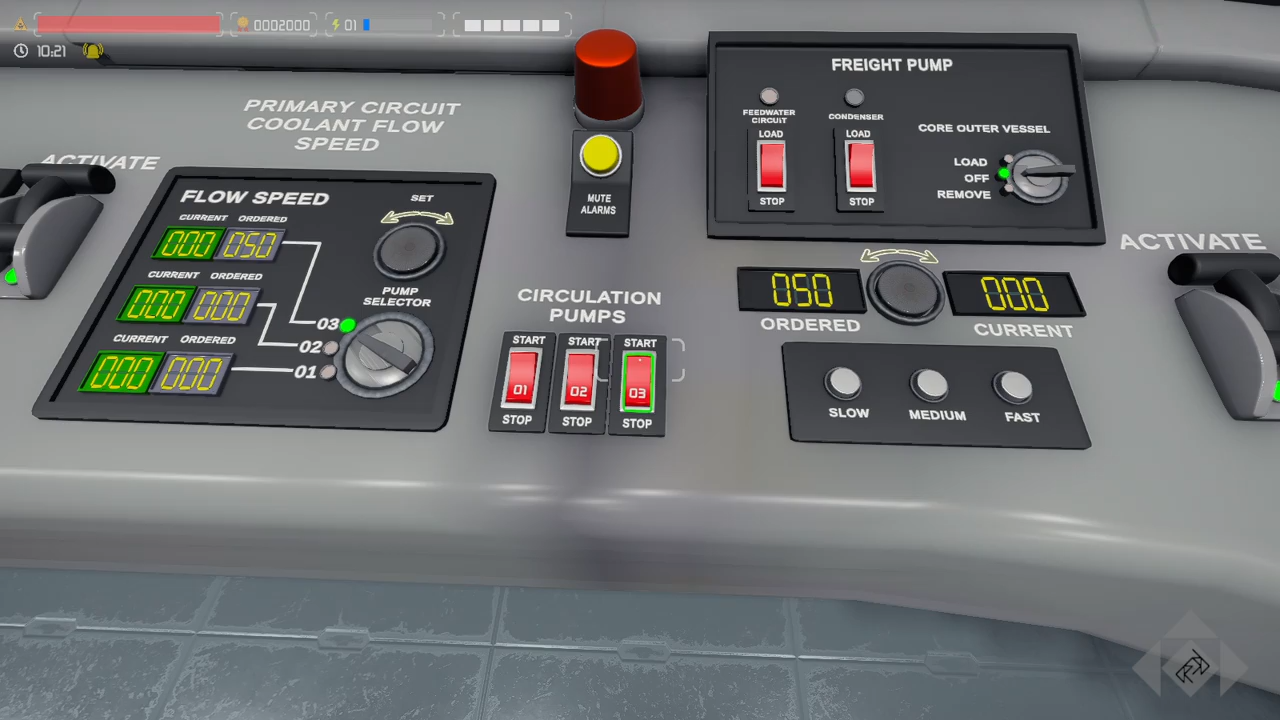 0002000
01
10:21
PRIMARY CIRCUIT
COOLANT FLOW
SPEED
ACTIVATE
FLOW SPEED
SET
CURRENT ORDERED
000 050
CURRENT ORDERED
000 000
CURRENT ORDERED
000 000
PUMP
SELECTOR
03
02
01
MUTE
ALARMS
CIRCULATION
PUMPS
START START START
01 02 03
STOP STOP STOP
FREIGHT PUMP
FEEDWATER
CIRCUIT
CONDENSER
LOAD LOAD
STOP STOP
CORE OUTER VESSEL
LOAD
OFF
REMOVE
050 000
ORDERED CURRENT
SLOW MEDIUM FAST
ACTIVATE